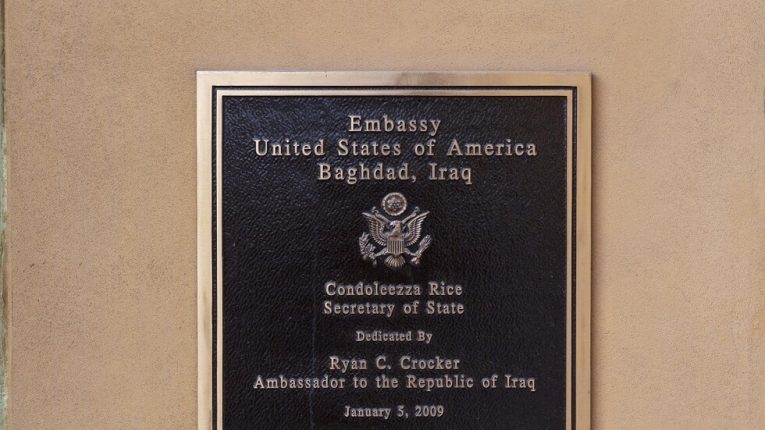 Embassy
United States of America
Baghdad, Iraq
Condoleezza Rice
Secretary of State
Dedicated By
Ryan C. Crocker
Ambassador to the Republic of Iraq
January 5, 2009